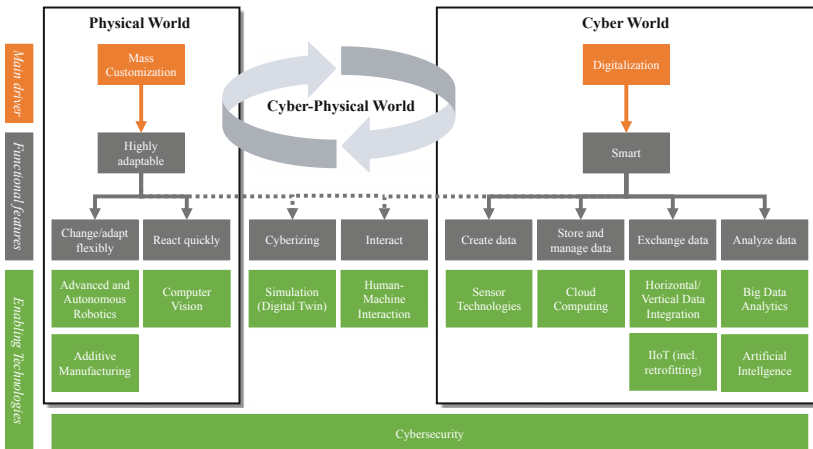 Physical World
Cyber World
Main driver
Mass
Customization
Digitalization
Cyber-Physical World
Functional features
Highly
adaptable
Smart
Change/adapt
flexibly
React quickly
Cyberizing
Interact
Create data
Store and
manage data
Exchange data
Analyze data
Enabling Technologies
Advanced and
Autonomous
Robotics
Computer
Vision
Simulation
(Digital Twin)
Human-
Machine
Interaction
Sensor
Technologies
Cloud
Computing
Horizontal/
Vertical Data
Integration
Big Data
Analytics
Additive
Manufacturing
IIoT (incl.
retrofitting)
Artificial
Intellgence
Cybersecurity